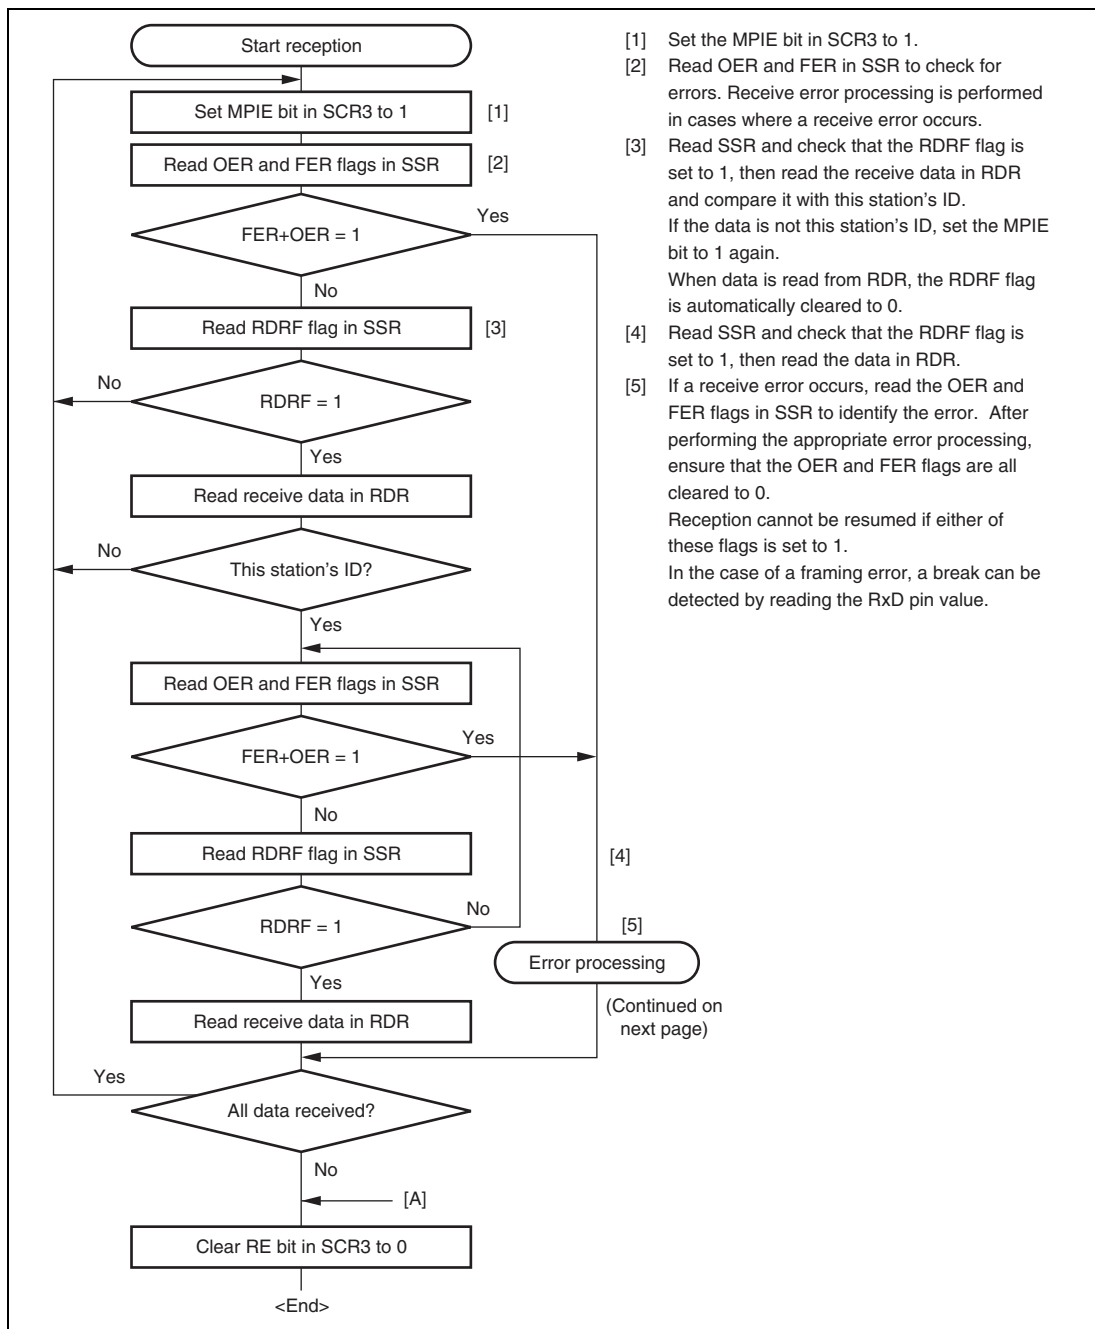 Start reception
Set MPIE bit in SCR3 to 1 [1]
Read OER and FER flags in SSR [2]
Yes
FER+OER = 1
No
Read RDRF flag in SSR [3]
No
RDRF = 1
Yes
Read receive data in RDR
No
This station's ID?
Yes
Read OER and FER flags in SSR
Yes
FER+OER = 1
No
Read RDRF flag in SSR
[4]
No
RDRF = 1
[5]
Error processing
Yes
(Continued on
next page)
Read receive data in RDR
Yes
All data received?
No
[A]
Clear RE bit in SCR3 to 0
<End>
[1] Set the MPIE bit in SCR3 to 1.
[2] Read OER and FER in SSR to check for
errors. Receive error processing is performed
in cases where a receive error occurs.
[3] Read SSR and check that the RDRF flag is
set to 1, then read the receive data in RDR
and compare it with this station's ID.
If the data is not this station's ID, set the MPIE
bit to 1 again.
When data is read from RDR, the RDRF flag
is automatically cleared to 0.
[4] Read SSR and check that the RDRF flag is
set to 1, then read the data in RDR.
[5] If a receive error occurs, read the OER and
FER flags in SSR to identify the error. After
performing the appropriate error processing,
ensure that the OER and FER flags are all
cleared to 0.
Reception cannot be resumed if either of
these flags is set to 1.
In the case of a framing error, a break can be
detected by reading the RxD pin value.